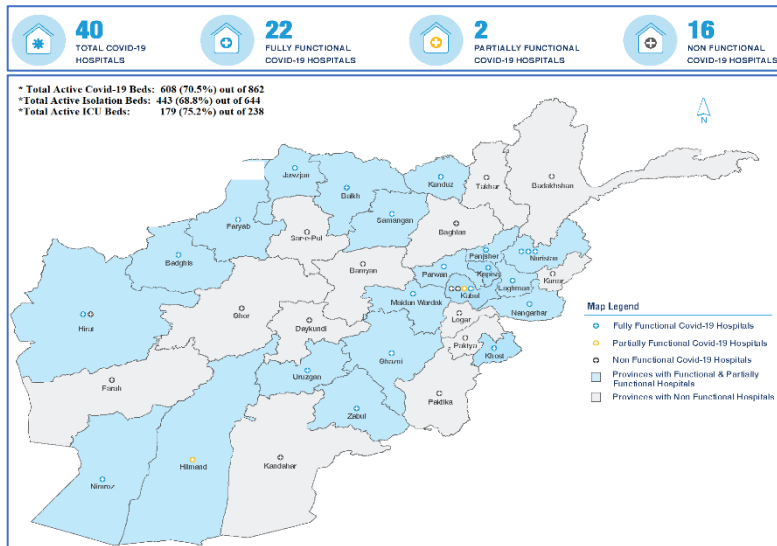 40
TOTAL COVID-19
HOSPITALS
22
FULLY FUNCTIONAL
COVID-19 HOSPITALS
2
PARTIALLY FUNCTIONAL
COVID-19 HOSPITALS
16
NON FUNCTIONAL
COVID-19 HOSPITALS
* Total Active Covid-19 Beds: 608 (70.5%) out of 862
*Total Active Isolation Beds: 443 (68.8%) out of 644
*Total Active ICU Beds: 179 (75.2%) out of 238
N
Jawzjan
Balkh
Kunduz
Takhar
Badakhshan
Faryab
Samangan
Sar-e-Pul
Baghlan
Badghis
Panjsher
Nuristan
Bamyan
Parwan
Kapisa
Kunar
Laghman
Kabul
Maidan Wardak
Nangarhar
Hirat
Ghor
Daykundi
Logar
Paktya
Khost
Ghazni
Uruzgan
Farah
Paktika
Zabul
Nimroz
Hilmand
Kandahar
Map Legend
Fully Functional Covid-19 Hospitals
Partially Functional Covid-19 Hospitals
Non Functional Covid-19 Hospitals
Provinces with Functional & Partially
Functional Hospitals
Provinces with Non Functional Hospitals